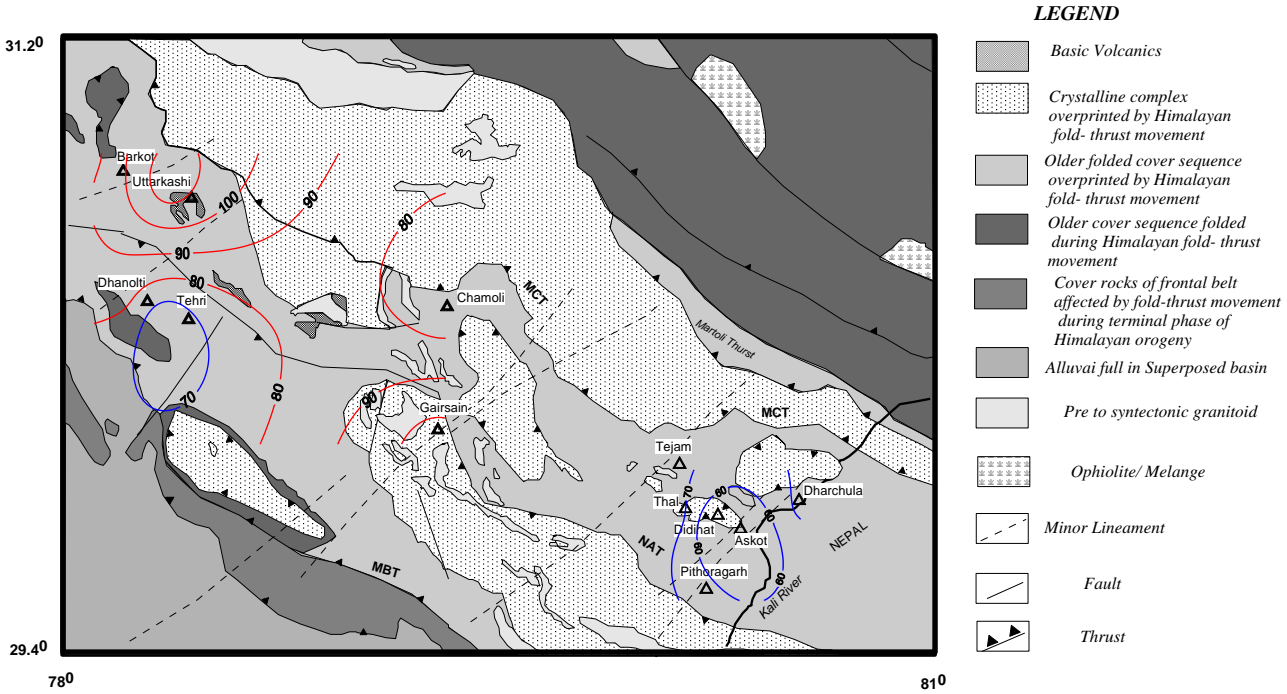 LEGEND
31.20
Basic Volcanics
Crystalline complex
overprinted by Himalayan
fold- thrust movement
Older folded cover sequence
overprinted by Himalayan
fold- thrust movement
Older cover sequence folded
during Himalayan fold- thrust
movement
Cover rocks of frontal belt
affected by fold-thrust movement
during terminal phase of
Himalayan orogeny
Alluvai full in Superposed basin
Pre to syntectonic granitoid
Ophiolite/ Melange
Minor Lineament
Fault
Thrust
Barkot
Uttarkashi
100
90
80
90
80
Dhanolti
Tehri
Chamoli
MCT
Martoli Thurst
70
80
90
Gairsain
MCT
Tejam
70
60
Thal
Dharchula
60
Didihat
Askot
NEPAL
NAT
60
MBT
Pithoragarh
60
Kali River
29.40
780
810